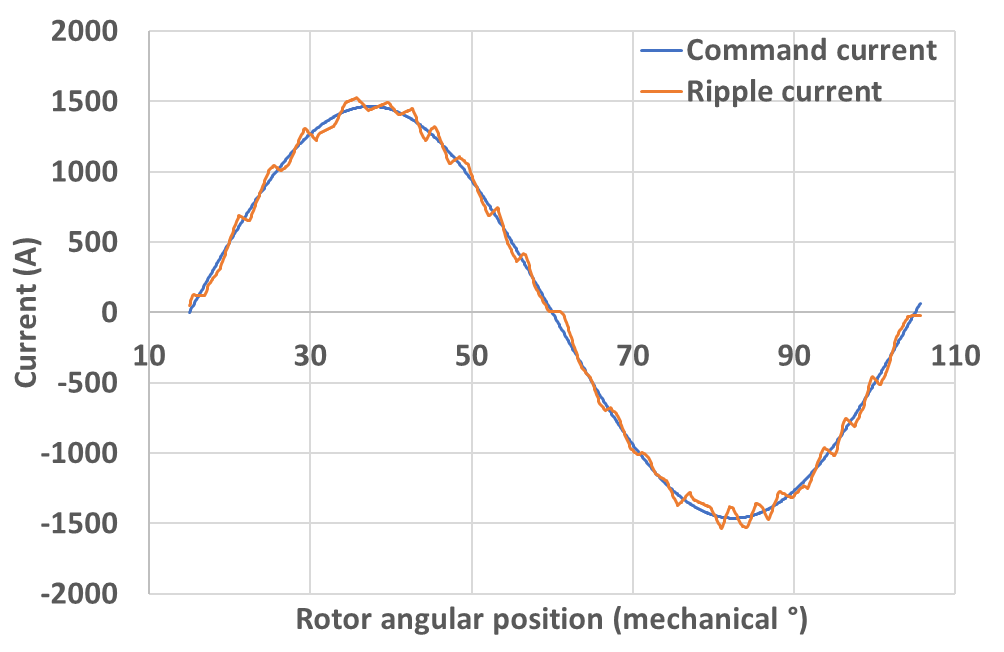 2000
Command current
1500
Ripple current
1000
500
0
10 30 50 70 90 110
-500
-1000
-1500
-2000
Current (A)
Rotor angular position (mechanical °)